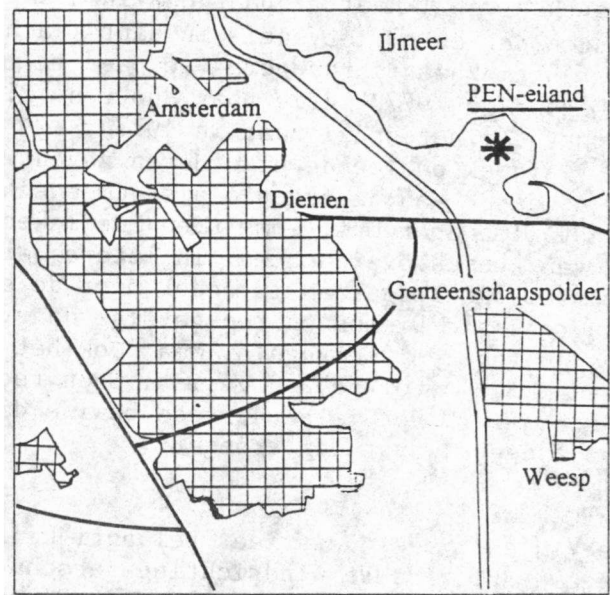 IJmeer
PEN-eiland
Amsterdam
Diemen
Gemeenschapspolder
Weesp